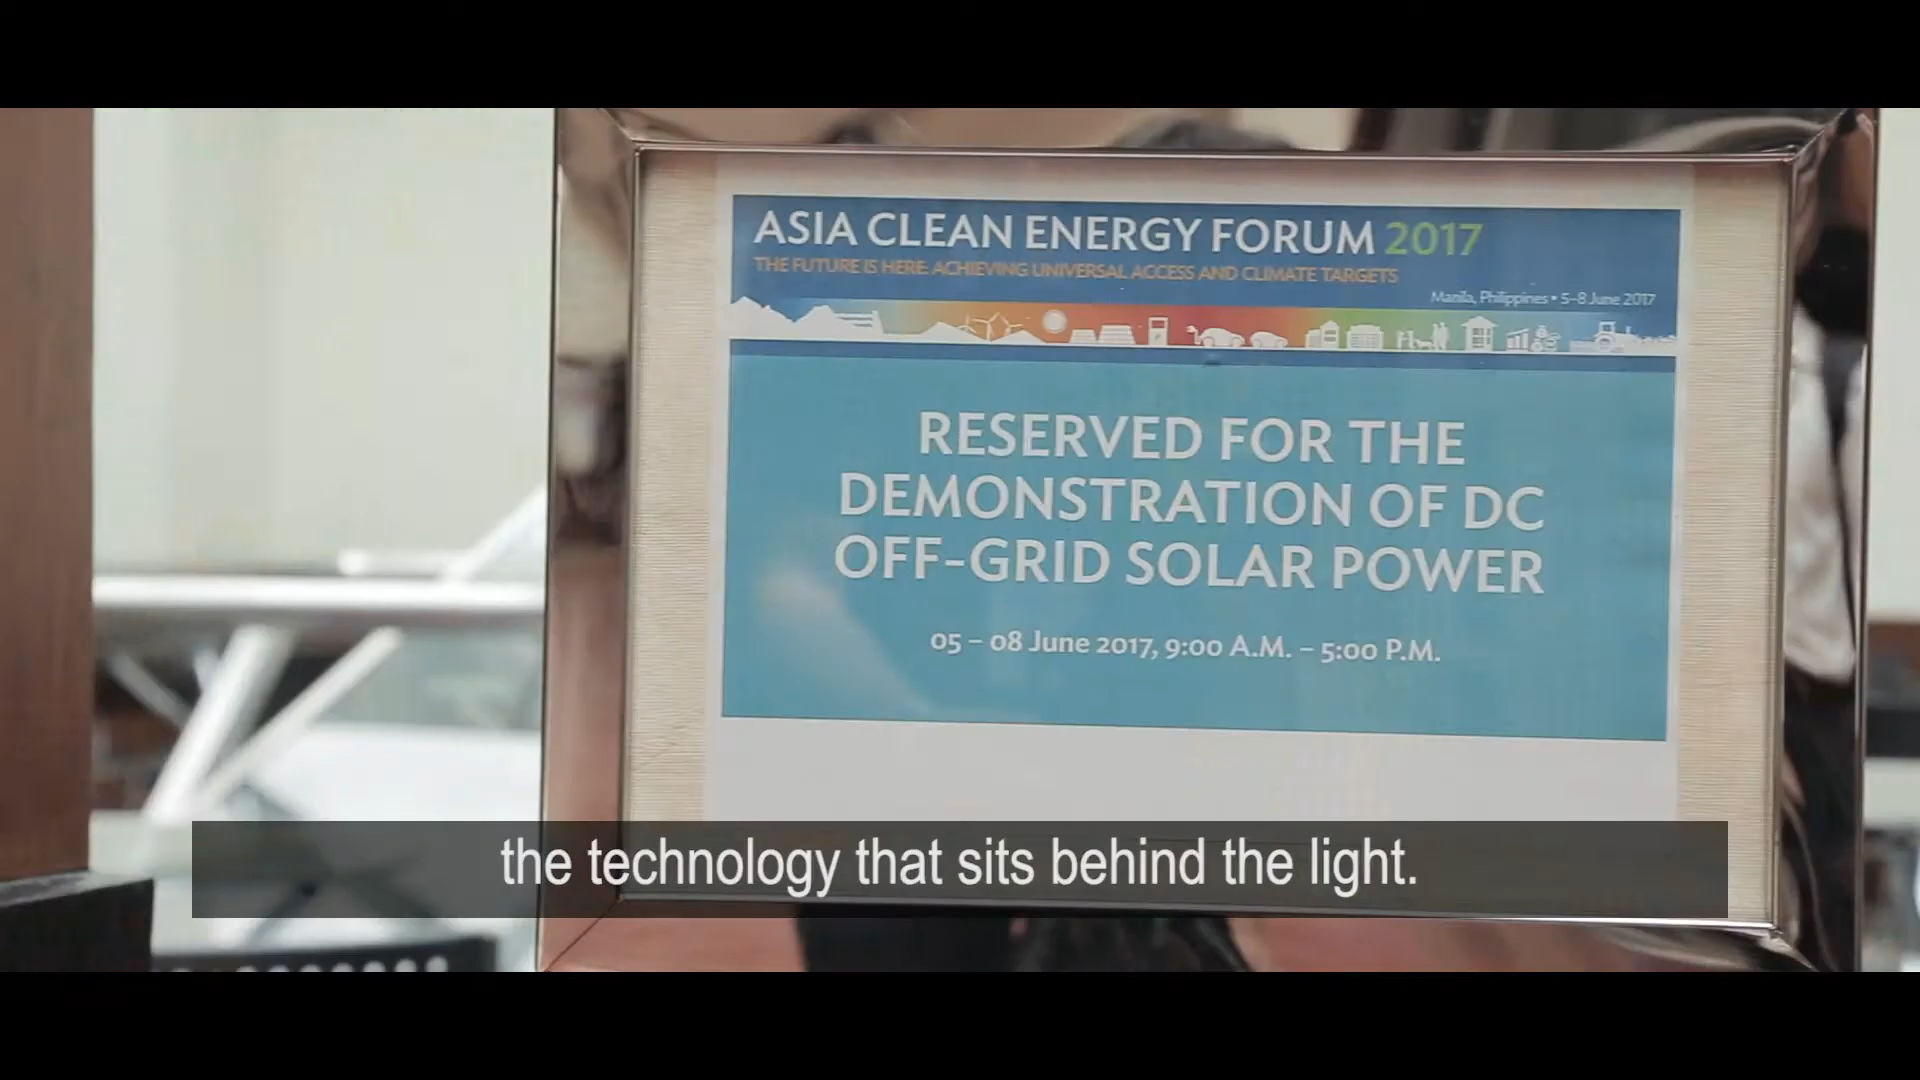 ASIA CLEAN ENERGY FORUM 2017
THE FUTURE IS HERE: ACHIEVING UNIVERSAL ACCESS AND CLIMATE TARGETS
Manila, Philippines • 5–8 June 2017
RESERVED FOR THE
DEMONSTRATION OF DC
OFF-GRID SOLAR POWER
05 – 08 June 2017, 9:00 A.M. – 5:00 P.M.
the technology that sits behind the light.